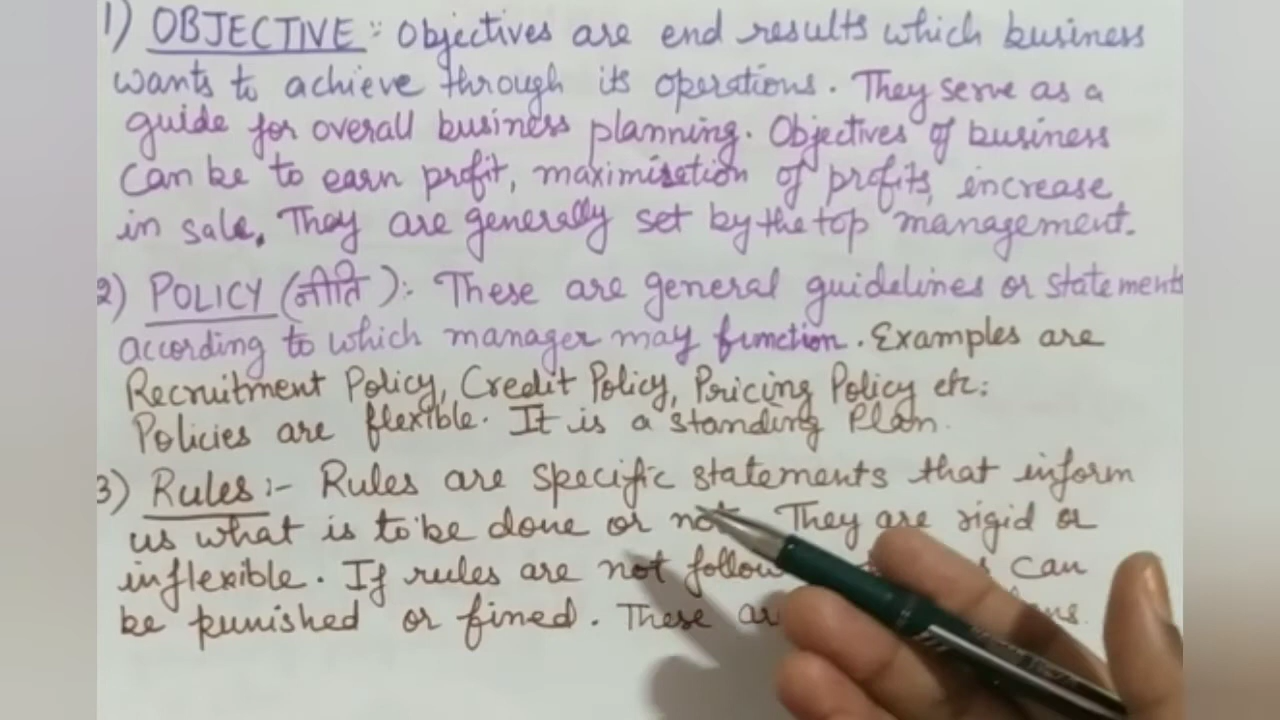 1) OBJECTIVE :- Objectives are end results which business
wants to achieve through its operations. They serve as a
guide for overall business planning. Objectives of business
can be to earn profit, maximisation of profits, increase
in sale. They are generally set by the top management.
2) POLICY (नीति) :- These are general guidelines or statements
according to which manager may function. Examples are
Recruitment Policy, Credit Policy, Pricing Policy etc.
Policies are flexible. It is a standing Plan.
3) Rules :- Rules are specific statements that inform
us what is to be done or not. They are rigid or
inflexible. If rules are not can
be punished or fined. These